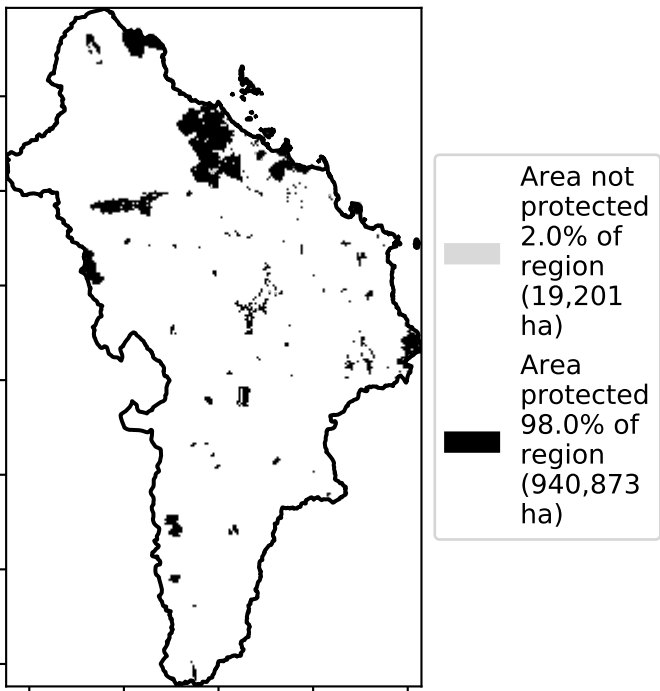 Area not
protected
2.0% of
region
(19,201
ha)
Area
protected
98.0% of
region
(940,873
ha)